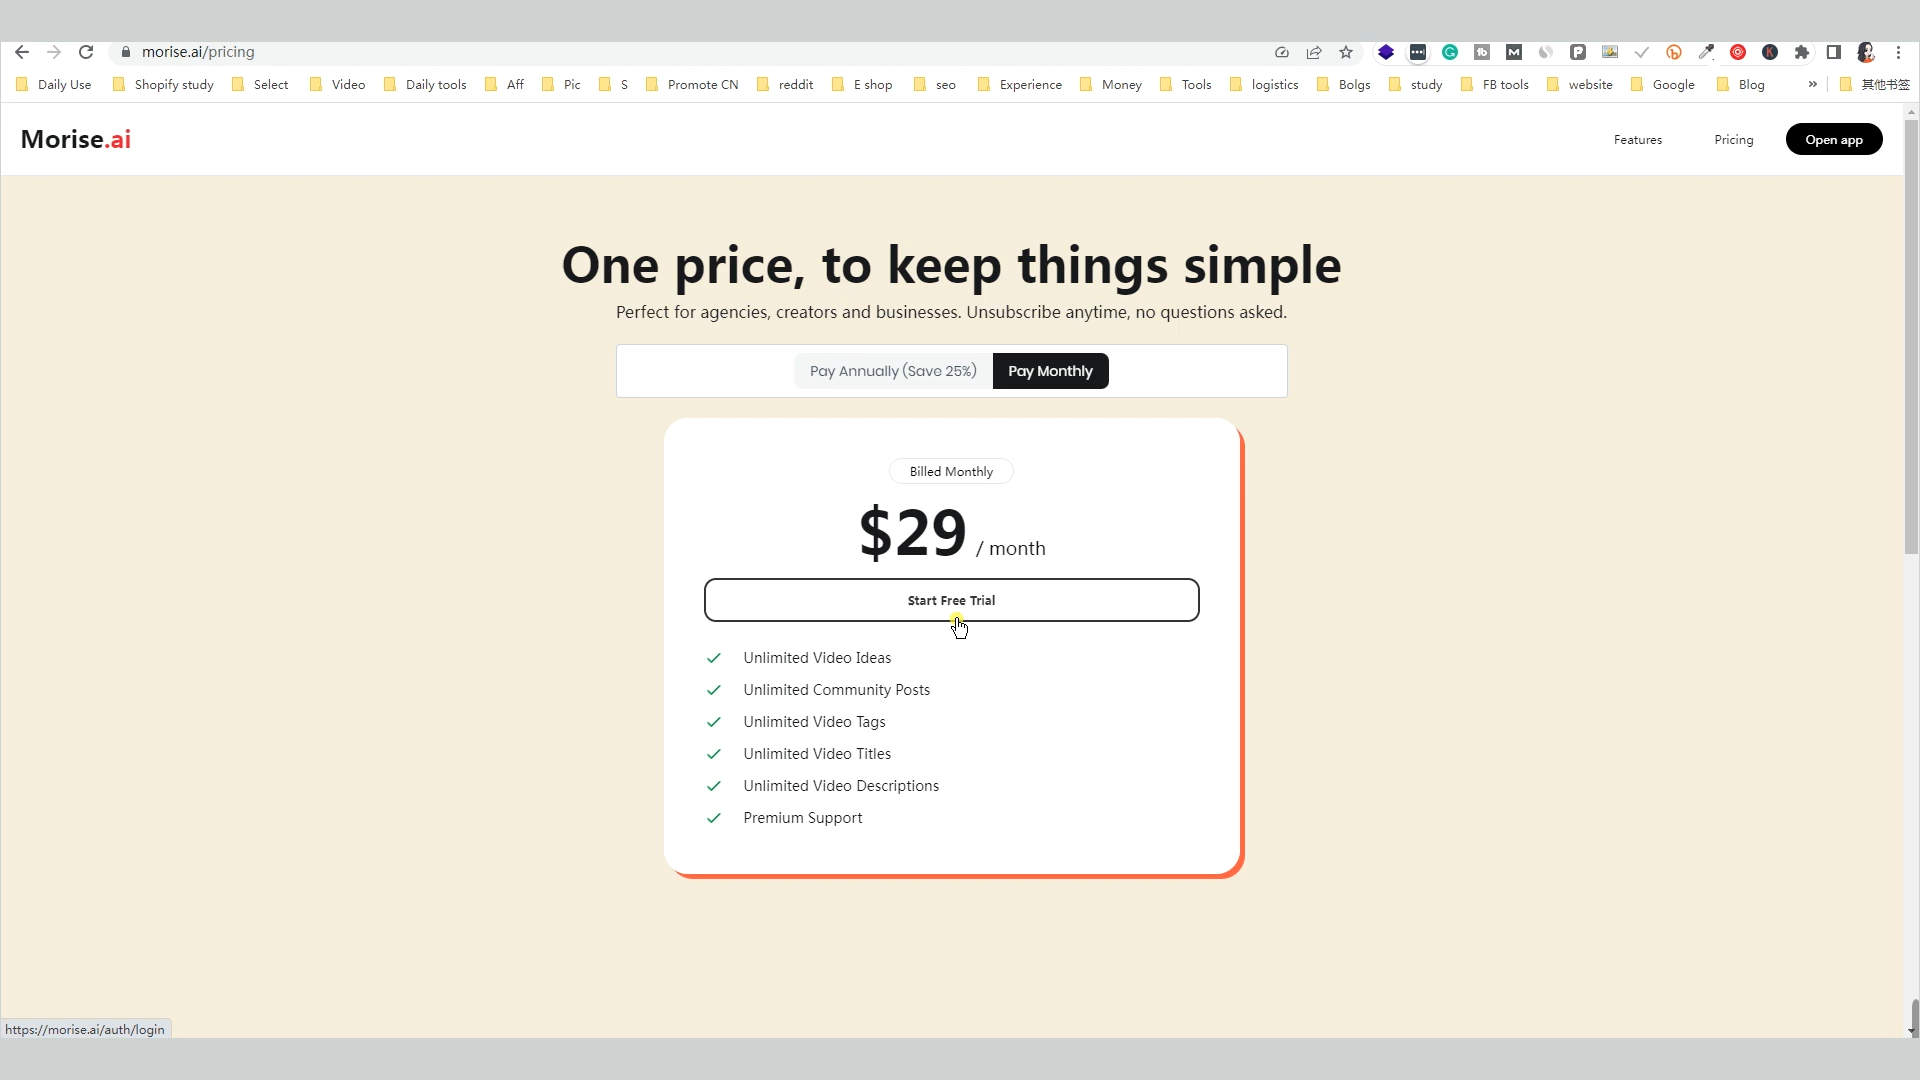 morise.ai/pricing
Daily Use Shopify study Select Video Daily tools Aff Pic S Promote CN reddit E shop seo Experience Money Tools logistics Bolgs study FB tools website Google Blog » 其他书签
Morise.ai
Features Pricing Open app
One price, to keep things simple
Perfect for agencies, creators and businesses. Unsubscribe anytime, no questions asked.
Pay Annually (Save 25%) Pay Monthly
Billed Monthly
$29 / month
Start Free Trial
Unlimited Video Ideas
Unlimited Community Posts
Unlimited Video Tags
Unlimited Video Titles
Unlimited Video Descriptions
Premium Support
https://morise.ai/auth/login